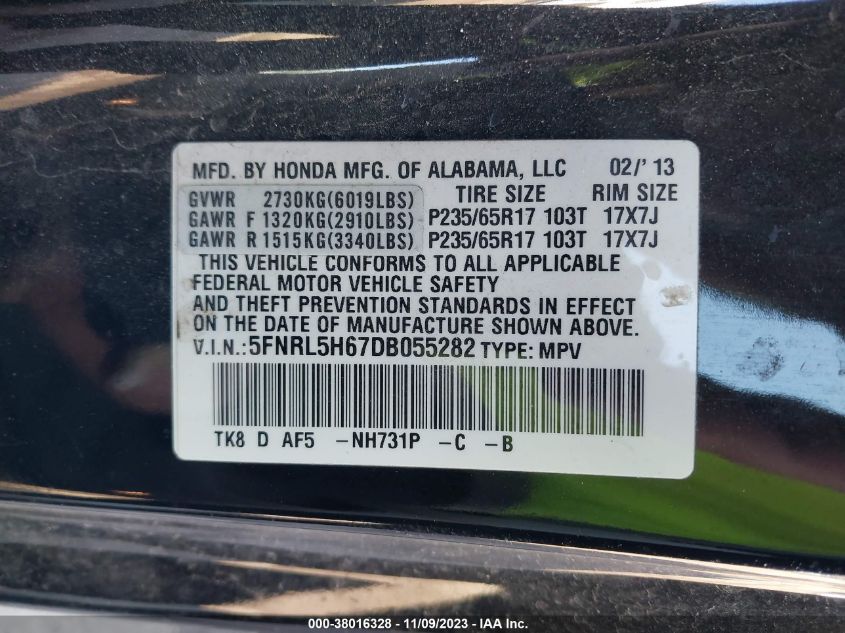 MFD. BY HONDA MFG. OF ALABAMA, LLC 02/' 13
GVWR 2730KG(6019LBS) TIRE SIZE RIM SIZE
GAWR F 1320KG(2910LBS) P235/65R17 103T 17X7J
GAWR R 1515KG(3340LBS) P235/65R17 103T 17X7J
THIS VEHICLE CONFORMS TO ALL APPLICABLE
FEDERAL MOTOR VEHICLE SAFETY
AND THEFT PREVENTION STANDARDS IN EFFECT
ON THE DATE OF MANUFACTURE SHOWN ABOVE.
V.I.N.: 5FNRL5H67DB055282 TYPE: MPV
TK8 D AF5 -NH731P -C -B
000-38016328 - 11/09/2023 - IAA Inc.